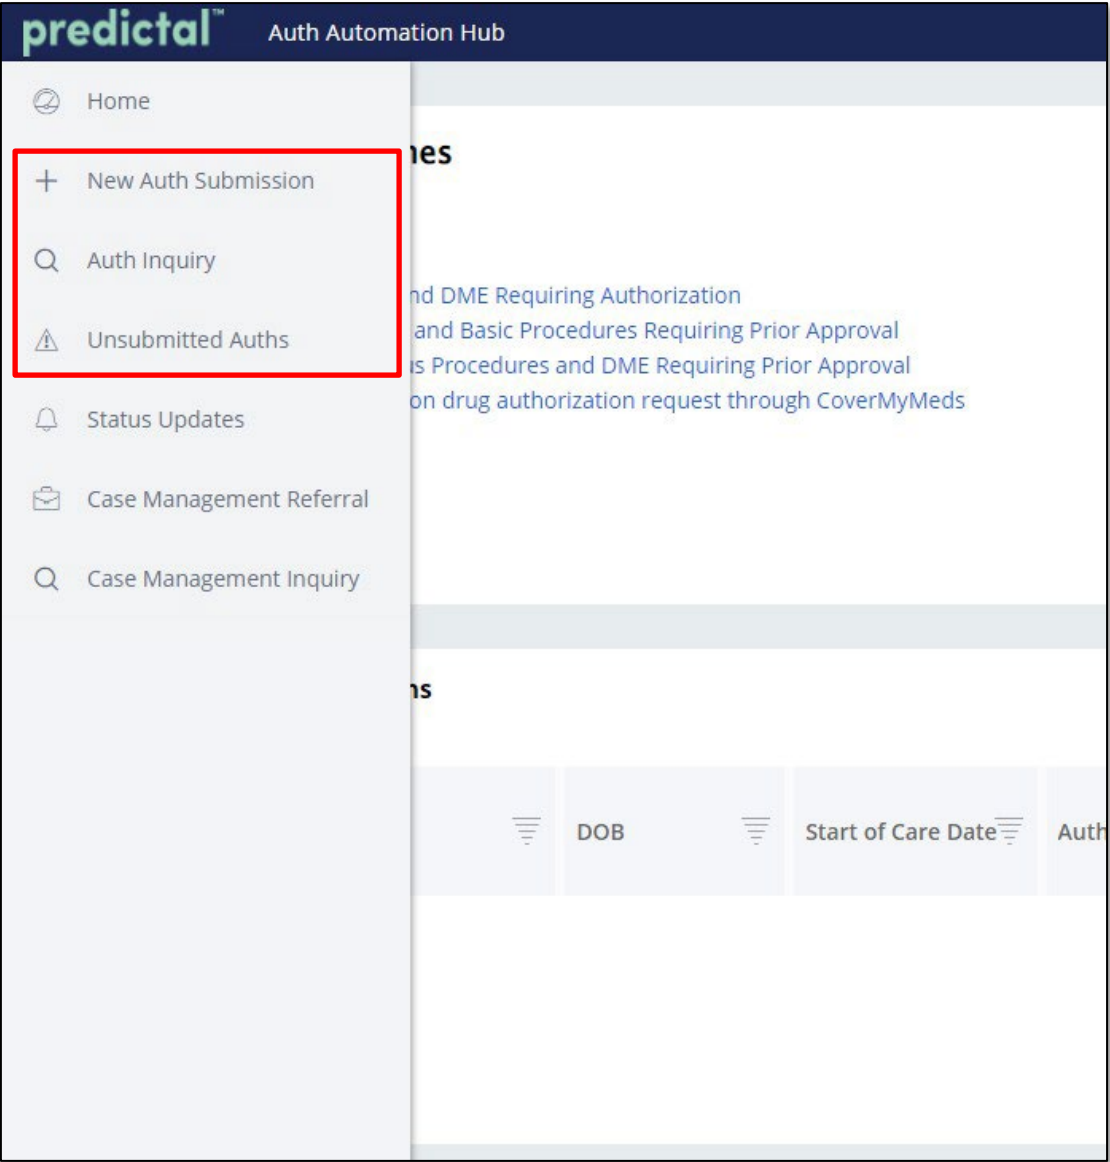 predictal™ Auth Automation Hub
Home
New Auth Submission
Auth Inquiry
Unsubmitted Auths
Status Updates
Case Management Referral
Case Management Inquiry
nd DME Requiring Authorization
and Basic Procedures Requiring Prior Approval
us Procedures and DME Requiring Prior Approval
on drug authorization request through CoverMyMeds
DOB
Start of Care Date
Auth